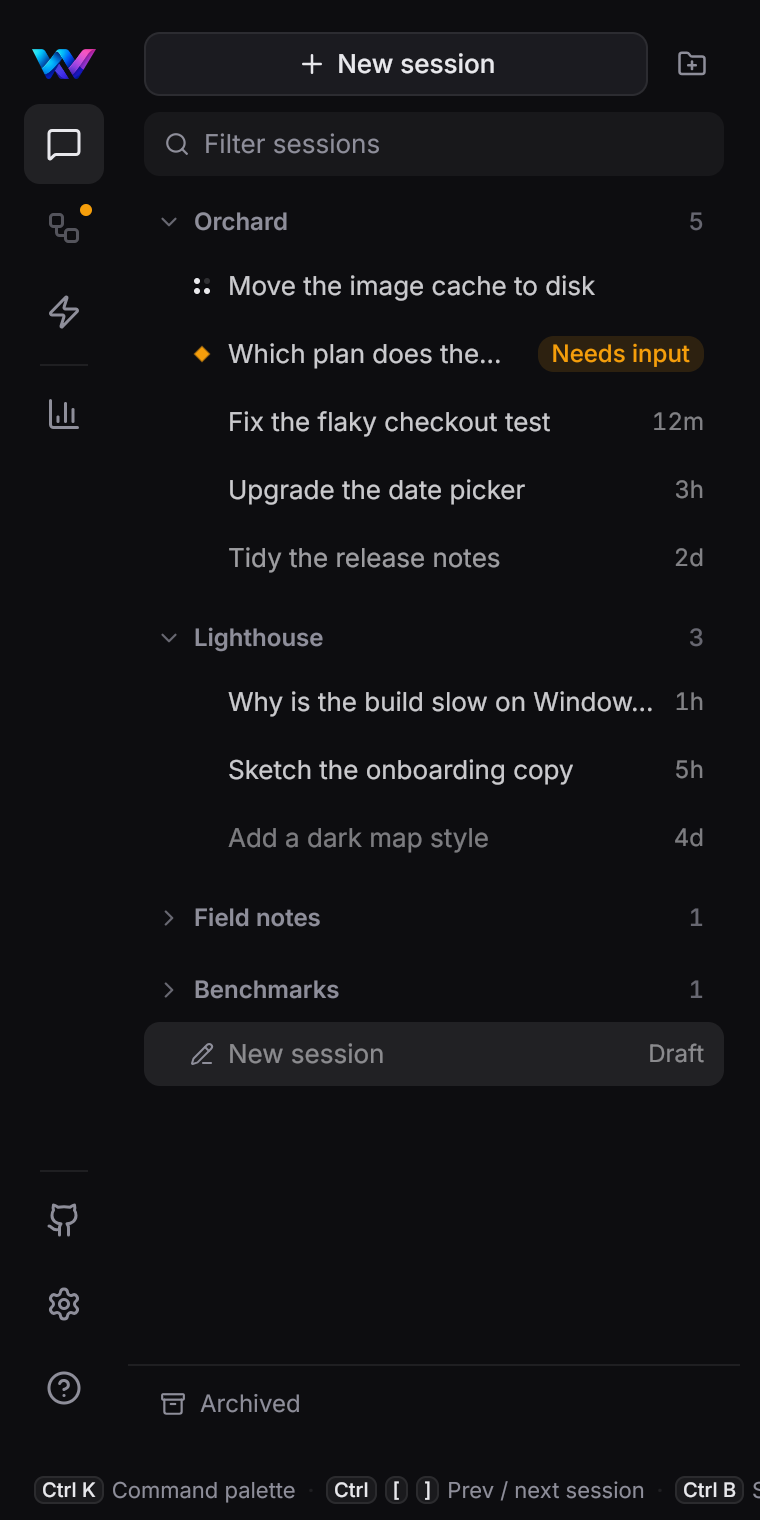 New session
Filter sessions
Orchard 5
Move the image cache to disk
Which plan does the... Needs input
Fix the flaky checkout test 12m
Upgrade the date picker 3h
Tidy the release notes 2d
Lighthouse 3
Why is the build slow on Window... 1h
Sketch the onboarding copy 5h
Add a dark map style 4d
Field notes 1
Benchmarks 1
New session Draft
Archived
Ctrl K Command palette · Ctrl [ ] Prev / next session · Ctrl B